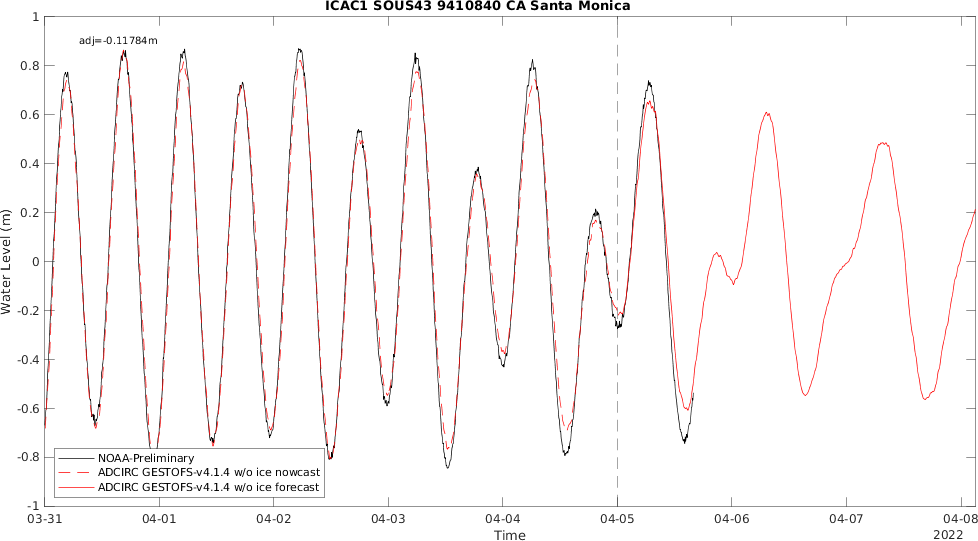 ICAC1 SOUS43 9410840 CA Santa Monica
adj=-0.11784m
1
0.8
0.6
0.4
0.2
0
-0.2
-0.4
-0.6
-0.8
-1
Water Level (m)
NOAA-Preliminary
ADCIRC GESTOFS-v4.1.4 w/o ice nowcast
ADCIRC GESTOFS-v4.1.4 w/o ice forecast
03-31 04-01 04-02 04-03 04-04 04-05 04-06 04-07 04-08
Time
2022